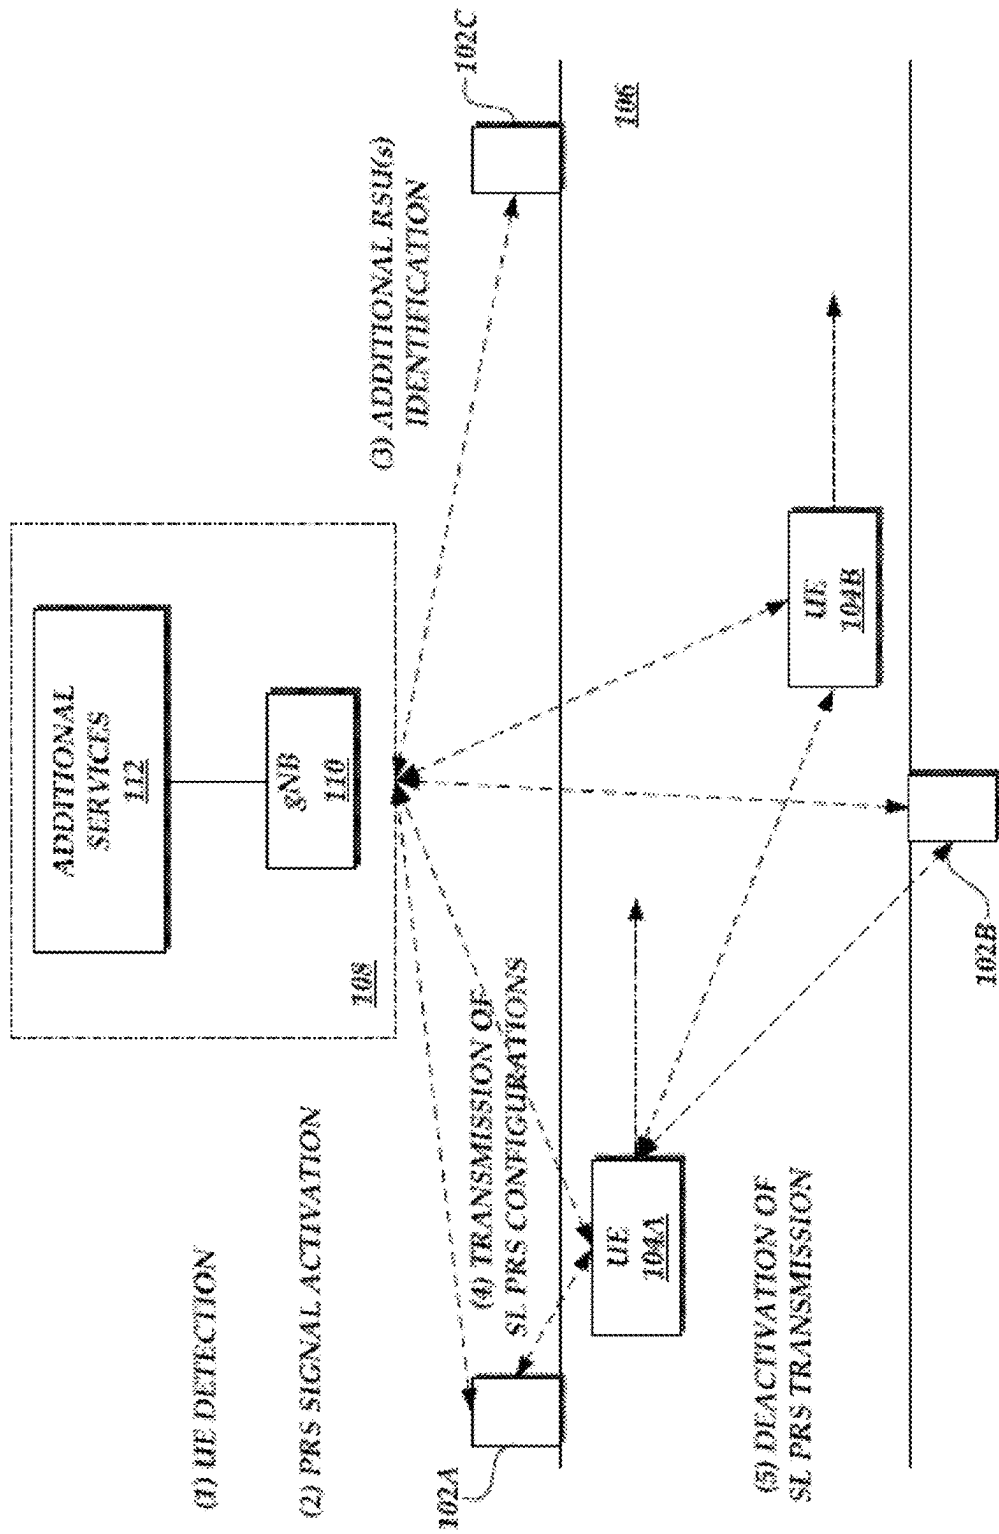 (1) UE DETECTION
(2) PRS SIGNAL ACTIVATION
ADDITIONAL
SERVICES
112
gNB
110
108
(3) ADDITIONAL RSU(s)
IDENTIFICATION
102C
106
(4) TRANSMISSION OF
SL PRS CONFIGURATIONS
102A
UE
104A
UE
104B
102B
(5) DEACTIVATION OF
SL PRS TRANSMISSION